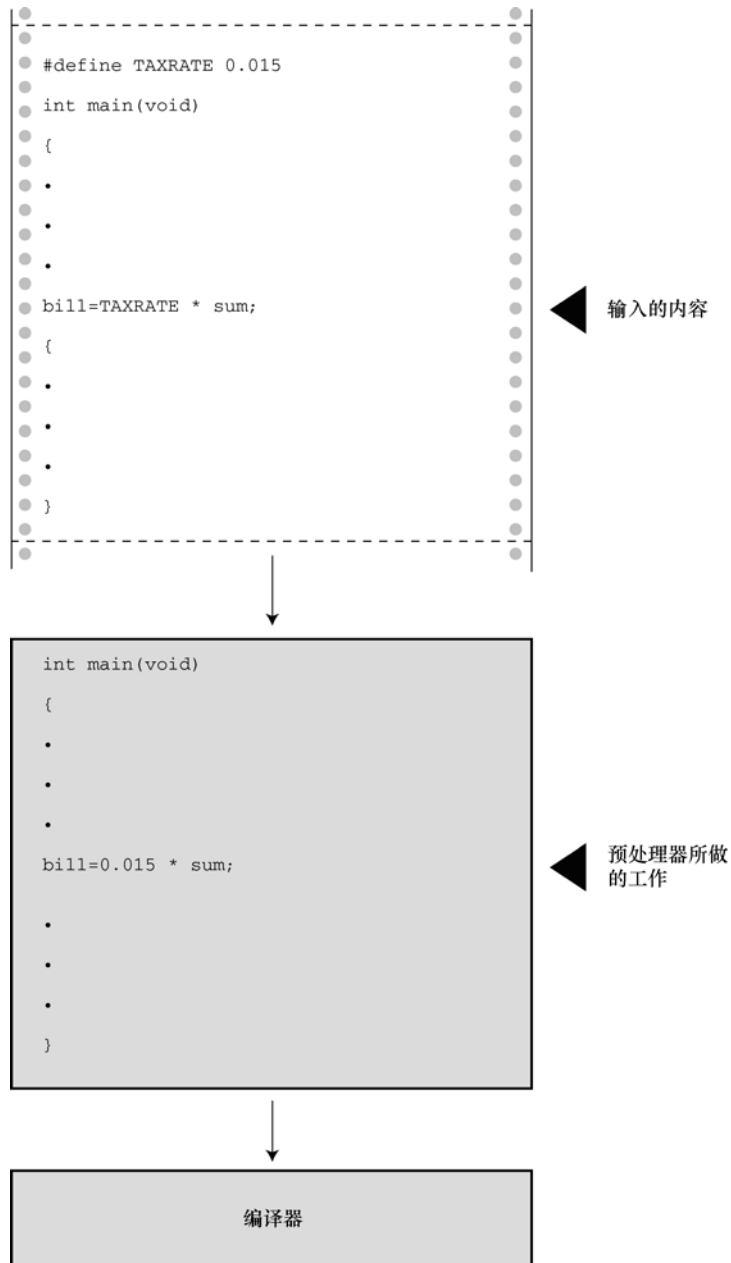 #define TAXRATE 0.015
int main(void)
{
•
•
•
bill=TAXRATE * sum;
{
•
•
•
}
输入的内容
int main(void)
{
•
•
•
bill=0.015 * sum;
•
•
•
}
预处理器所做
的工作
编译器